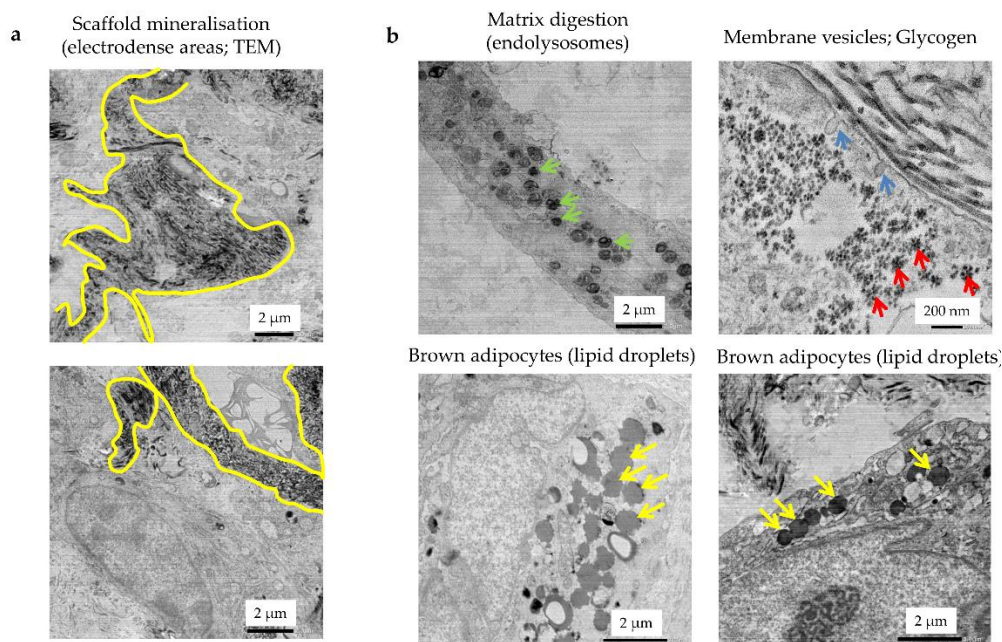 a
Scaffold mineralisation
(electrodense areas; TEM)
2 μm
2 μm
b
Matrix digestion
(endolysosomes)
2 μm
Membrane vesicles; Glycogen
200 nm
Brown adipocytes (lipid droplets)
2 μm
Brown adipocytes (lipid droplets)
2 μm